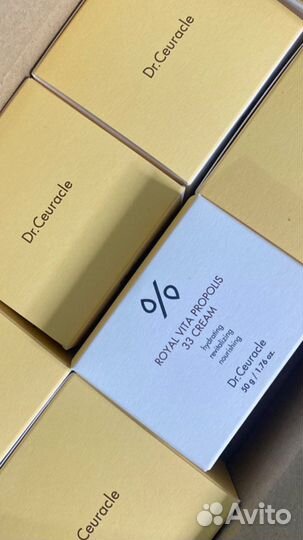 Dr.Ceuracle
Dr.Ceuracle
%
ROYAL VITA PROPOLIS
33 CREAM
hydrating
revitalizing
nourishing
Dr.Ceuracle
50 g / 1.76 oz.
Dr.Ceuracle
Avito